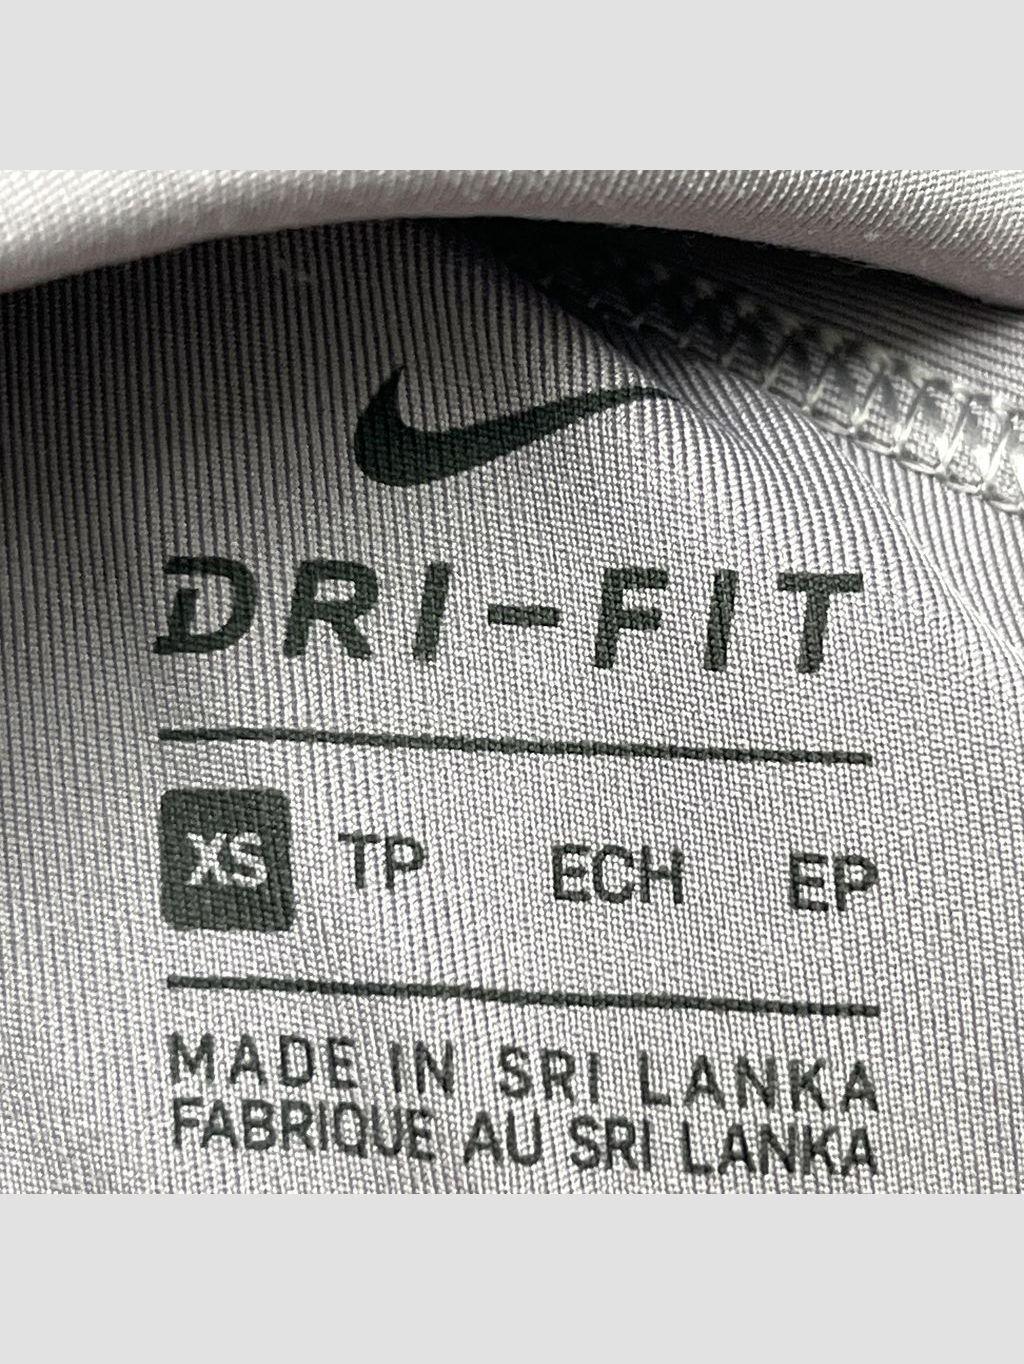 DRI-FIT
XS TP ECH EP
MADE IN SRI LANKA
FABRIQUE AU SRI LANKA